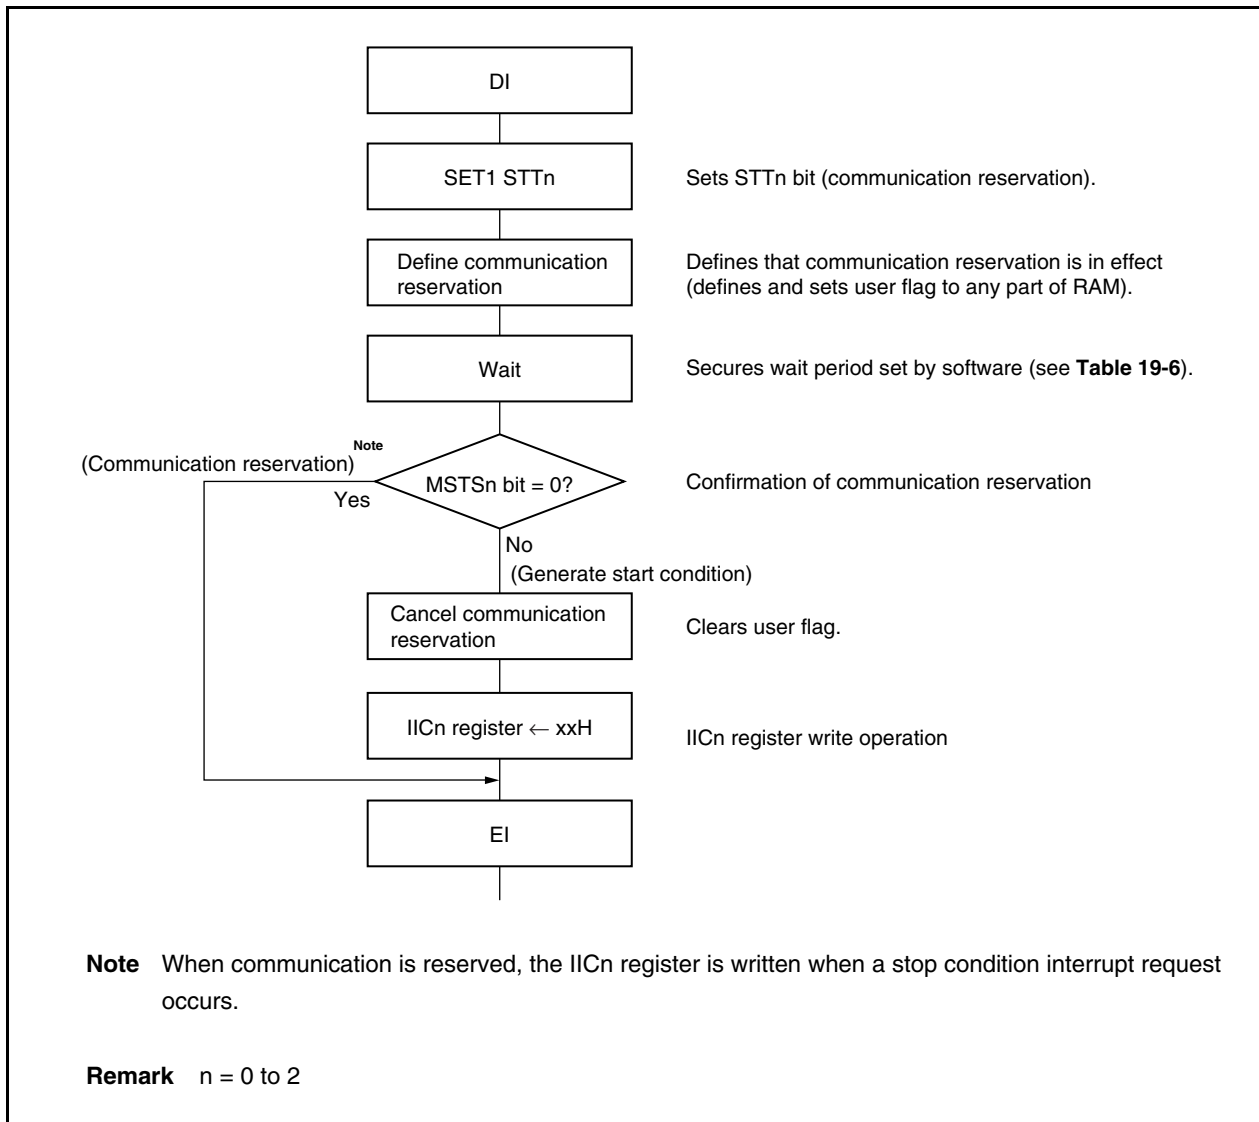 DI
SET1 STTn
Sets STTn bit (communication reservation).
Define communication
reservation
Defines that communication reservation is in effect
(defines and sets user flag to any part of RAM).
Wait
Secures wait period set by software (see Table 19-6).
(Communication reservation)Note
Yes
MSTSn bit = 0?
Confirmation of communication reservation
No
(Generate start condition)
Cancel communication
reservation
Clears user flag.
IICn register ← xxH
IICn register write operation
EI
Note When communication is reserved, the IICn register is written when a stop condition interrupt request
occurs.
Remark n = 0 to 2